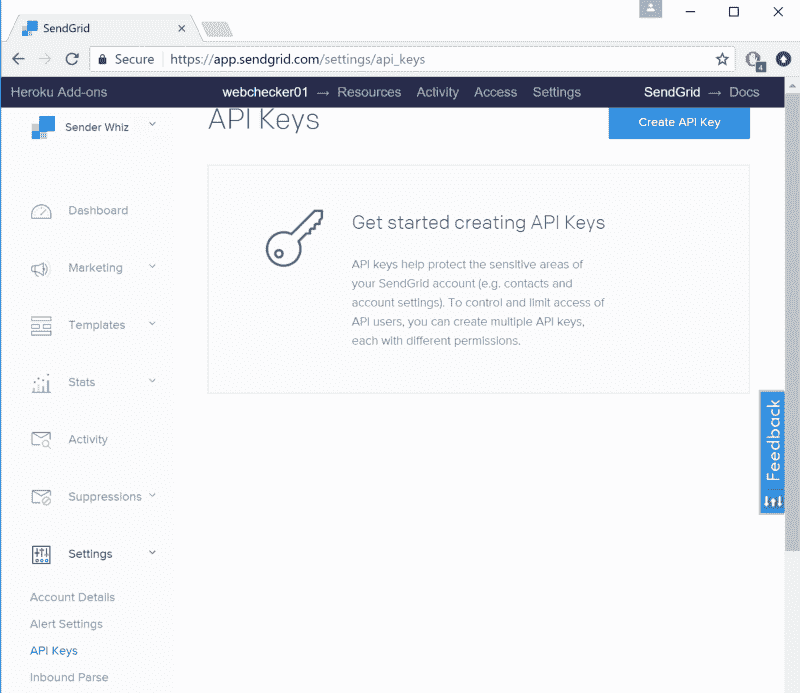 SendGrid
Secure
https://app.sendgrid.com/settings/api_keys
4
Heroku Add-ons
webchecker01 → Resources Activity Access Settings
SendGrid → Docs
Sender Whiz
API Keys
Create API Key
Dashboard
Marketing
Templates
Stats
Activity
Suppressions
Settings
Account Details
Alert Settings
API Keys
Inbound Parse
Get started creating API Keys
API keys help protect the sensitive areas of
your SendGrid account (e.g. contacts and
account settings). To control and limit access of
API users, you can create multiple API keys,
each with different permissions.
Feedback